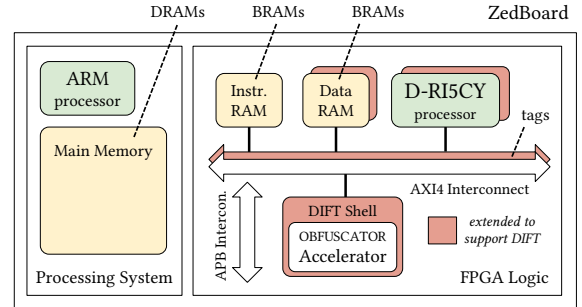 DRAMs
BRAMs
BRAMs
ZedBoard
ARM
processor
Main Memory
Processing System
Instr.
RAM
Data
RAM
D-RI5CY
processor
tags
AXI4 Interconnect
APB Intercon.
DIFT Shell
OBFUSCATOR
Accelerator
extended to
support DIFT
FPGA Logic